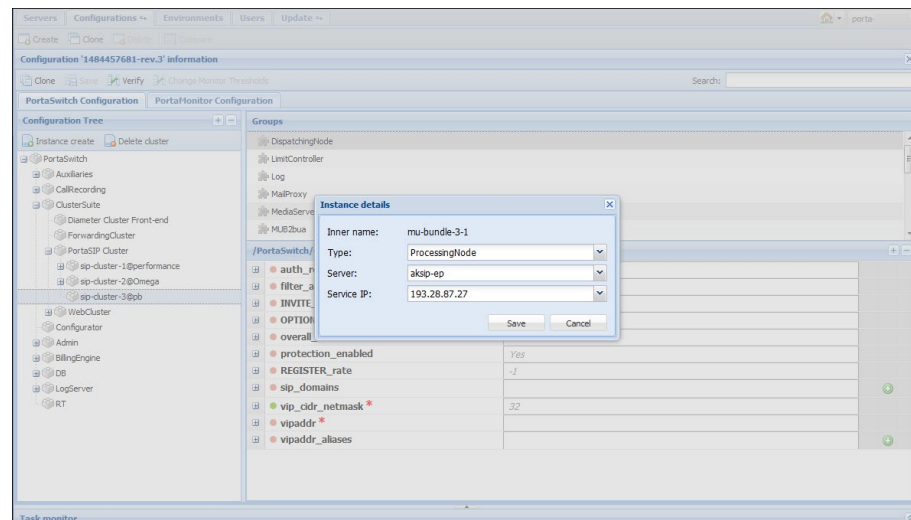 Servers Configurations Environments Users Update porta-
Create Clone Delete Compare
Configuration '1484457681-rev.3' information
Clone Save Verify Change Monitor Thresholds Search:
PortaSwitch Configuration PortaMonitor Configuration
Configuration Tree
Groups
Instance create Delete cluster
PortaSwitch
Auxiliaries
CallRecording
ClusterSuite
Diameter Cluster Front-end
ForwardingCluster
PortaSIP Cluster
sip-cluster-1@performance
sip-cluster-2@Omega
sip-cluster-3@pb
WebCluster
Configurator
Admin
BillingEngine
DB
LogServer
RT
DispatchingNode
LimitController
Log
MailProxy
MediaServe
MUB2bua
Instance details
Inner name: mu-bundle-3-1
Type: ProcessingNode
Server: aksip-ep
Service IP: 193.28.87.27
Save Cancel
/PortaSwitch/
auth_r
filter_a
INVITE_
OPTION
overall_
protection_enabled Yes
REGISTER_rate -1
sip_domains
vip_cidr_netmask * 32
vipaddr *
vipaddr_aliases
Task monitor